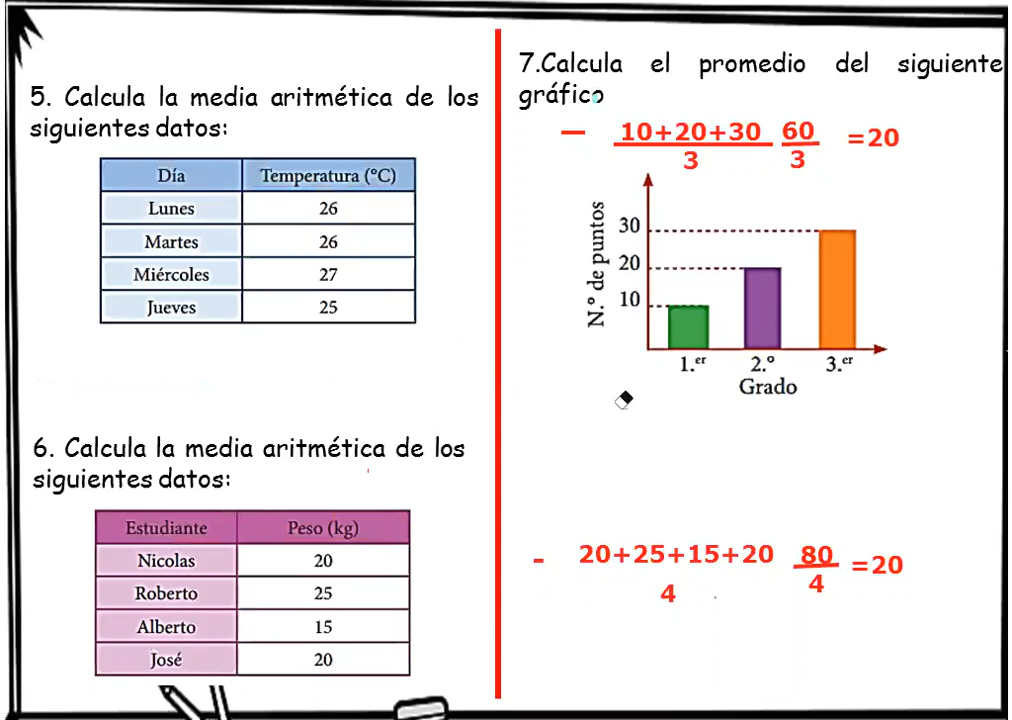 5. Calcula la media aritmética de los
siguientes datos:
Día Temperatura (°C)
Lunes 26
Martes 26
Miércoles 27
Jueves 25
6. Calcula la media aritmética de los
siguientes datos:
Estudiante Peso (kg)
Nicolas 20
Roberto 25
Alberto 15
José 20
7.Calcula el promedio del siguiente
gráfico
— 10+20+30 60 =20
3 3
N.º de puntos
30
20
10
1.er 2.º 3.er
Grado
- 20+25+15+20 80 =20
4 4